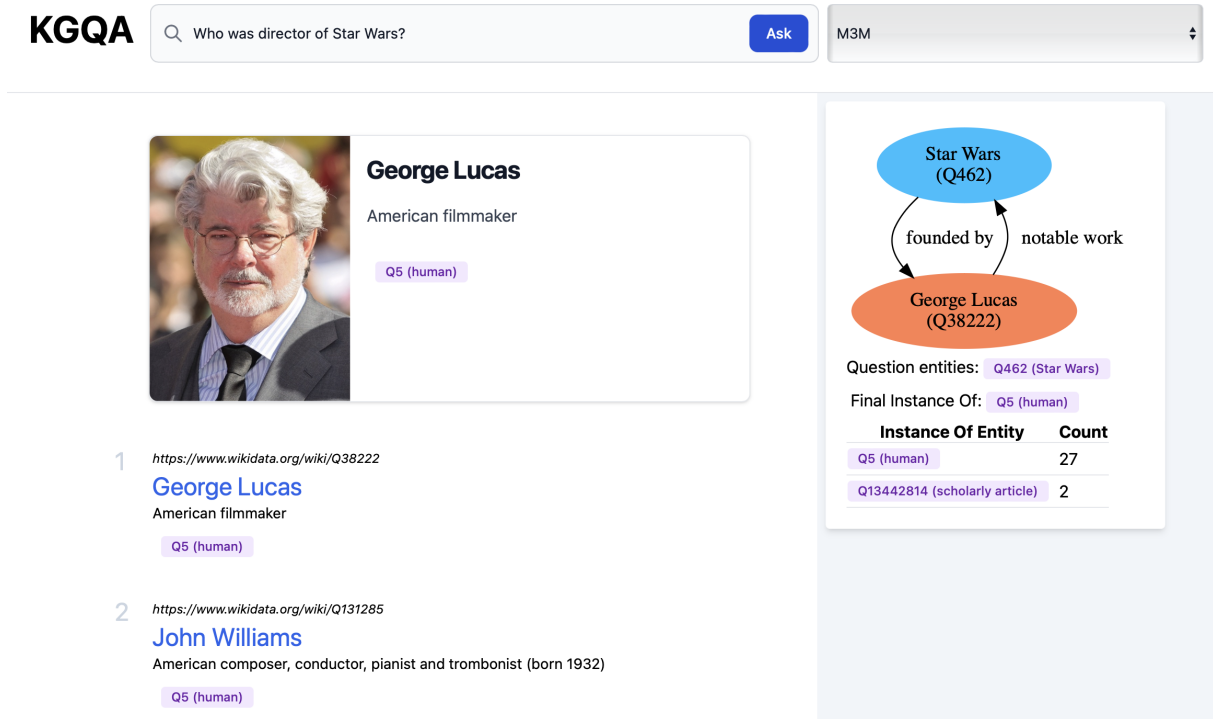 KGQA
Who was director of Star Wars?
Ask
M3M
George Lucas
American filmmaker
Q5 (human)
1
https://www.wikidata.org/wiki/Q38222
George Lucas
American filmmaker
Q5 (human)
2
https://www.wikidata.org/wiki/Q131285
John Williams
American composer, conductor, pianist and trombonist (born 1932)
Q5 (human)
Star Wars
(Q462)
founded by
notable work
George Lucas
(Q38222)
Question entities: Q462 (Star Wars)
Final Instance Of: Q5 (human)
Instance Of Entity Count
Q5 (human) 27
Q13442814 (scholarly article) 2